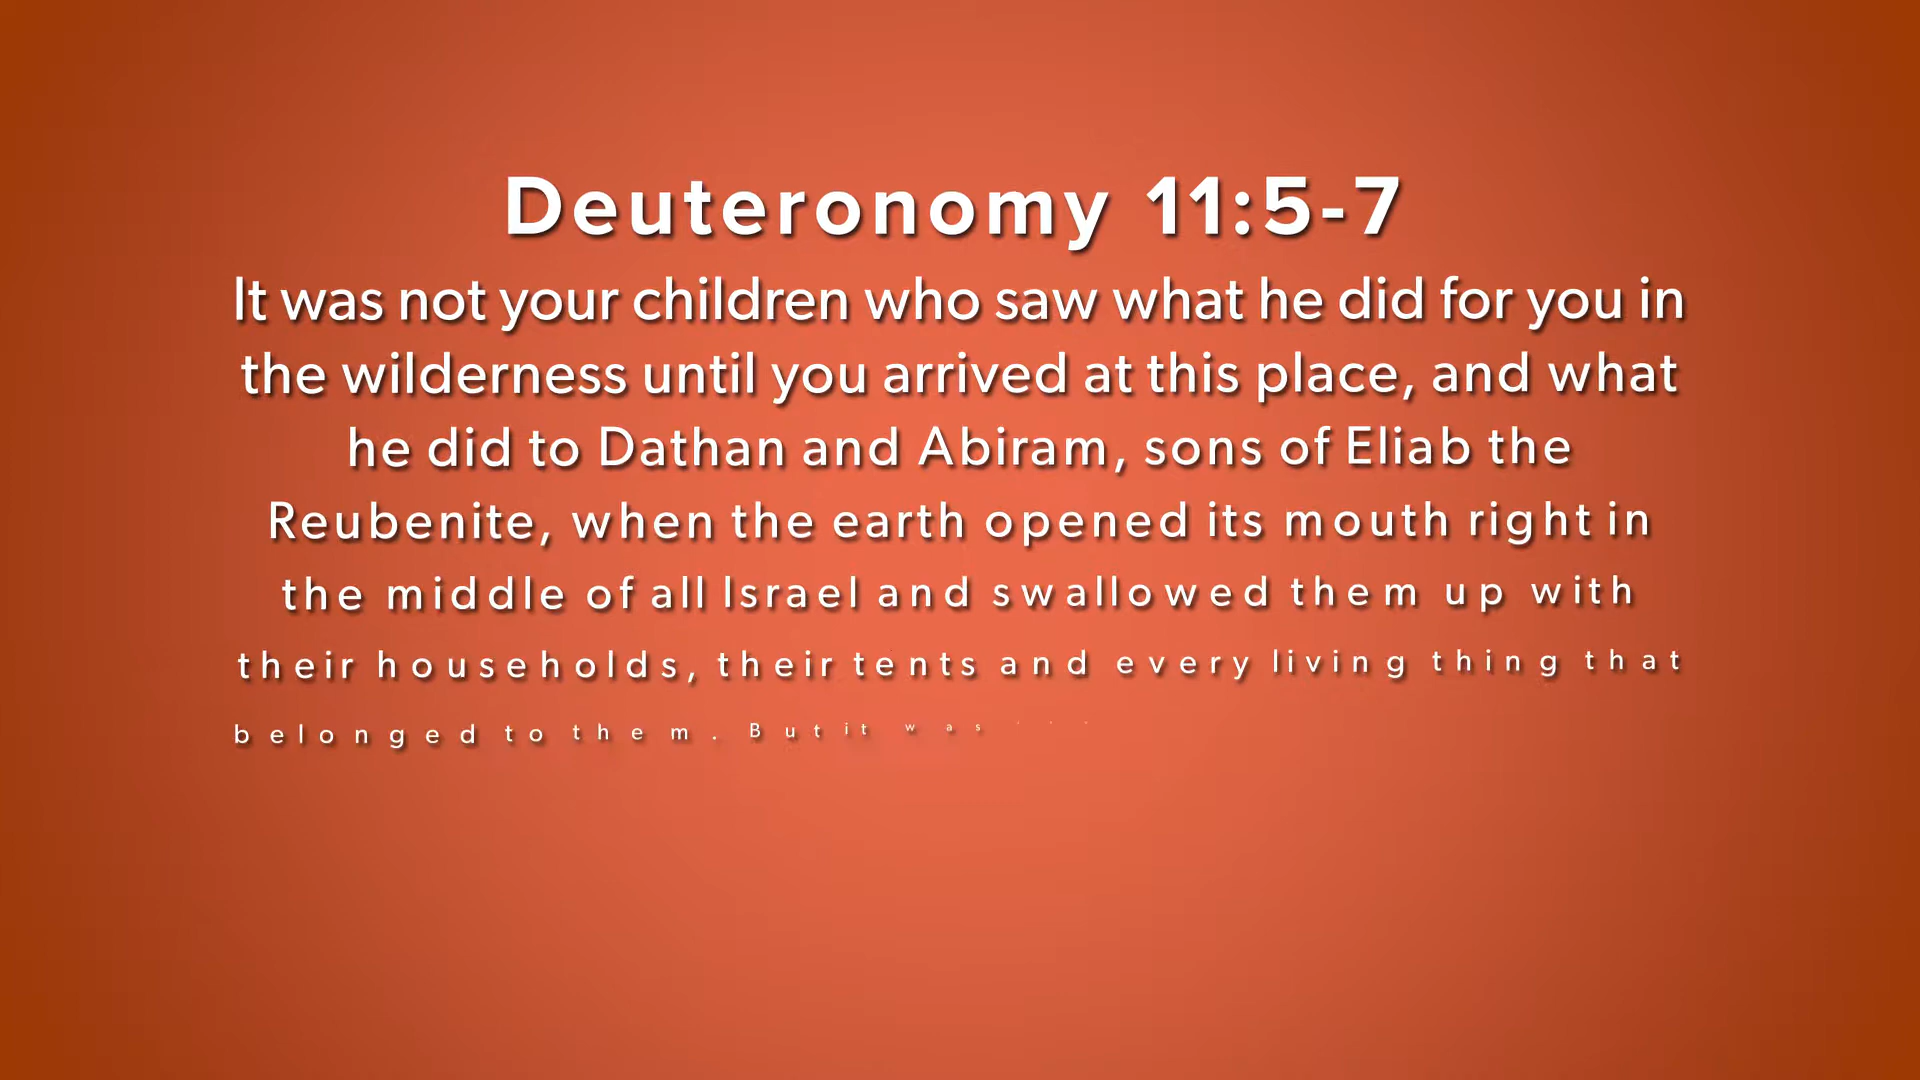 Deuteronomy 11:5-7
It was not your children who saw what he did for you in
the wilderness until you arrived at this place, and what
he did to Dathan and Abiram, sons of Eliab the
Reubenite, when the earth opened its mouth right in
the middle of all Israel and swallowed them up with
their households, their tents and every living thing that
belonged to them. But it was